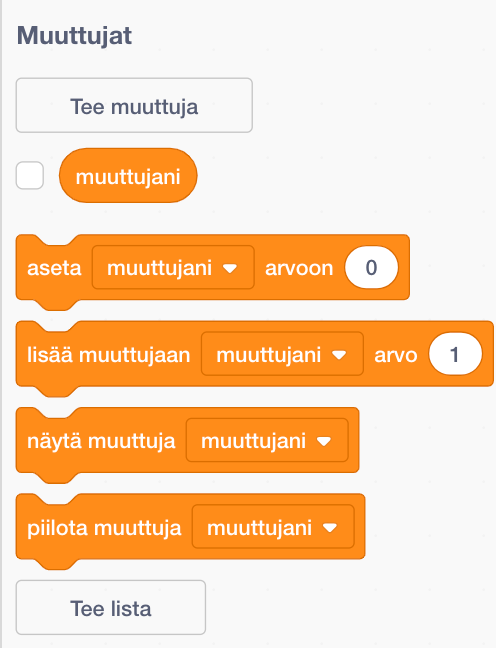 Muuttujat
Tee muuttuja
muuttujani
aseta muuttujani arvoon 0
lisää muuttujaan muuttujani arvo 1
näytä muuttuja muuttujani
piilota muuttuja muuttujani
Tee lista